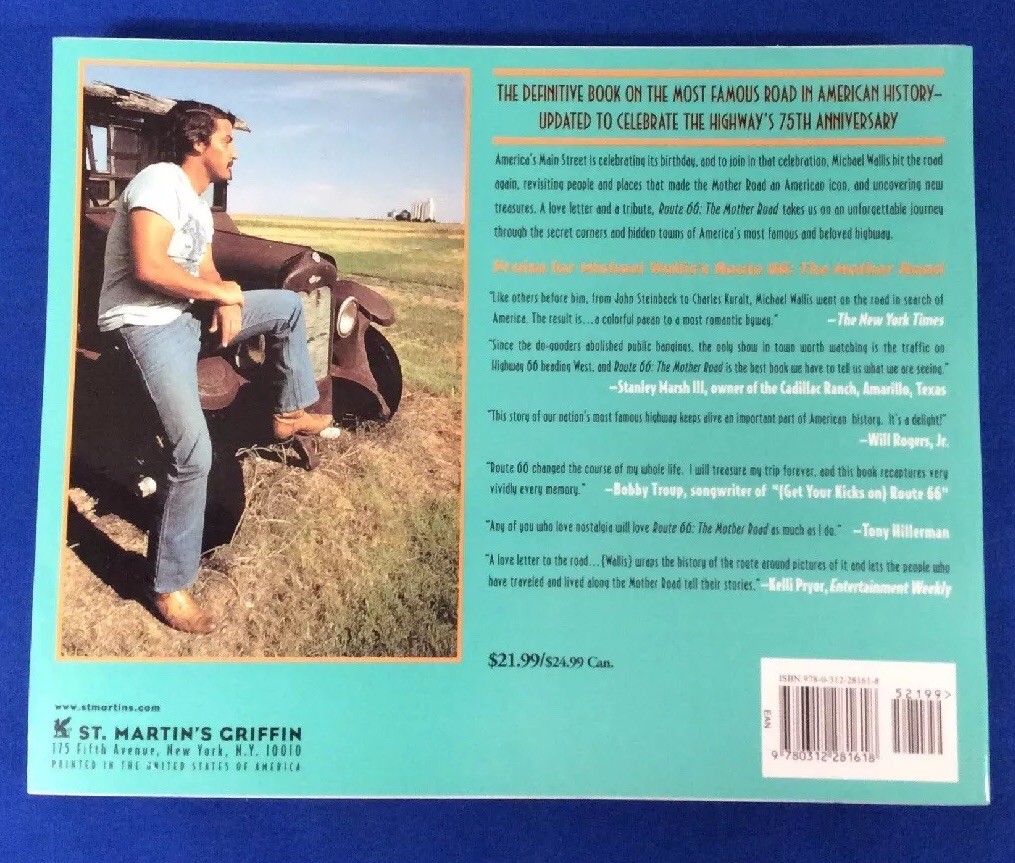 THE DEFINITIVE BOOK ON THE MOST FAMOUS ROAD IN AMERICAN HISTORY–
UPDATED TO CELEBRATE THE HIGHWAY'S 75TH ANNIVERSARY
America's Main Street is celebrating its birthday, and to join in that celebration, Michael Wallis hit the road
again, revisiting people and places that made the Mother Road an American icon, and uncovering new
treasures. A love letter and a tribute, Route 66: The Mother Road takes us on an unforgettable journey
through the secret corners and hidden towns of America's most famous and beloved highway.
Praise for Michael Wallis's Route 66: The Mother Road
"Like others before him, from John Steinbeck to Charles Kuralt, Michael Wallis went on the road in search of
America. The result is...a colorful paean to a most romantic byway." –The New York Times
"Since the do-gooders abolished public hangings, the only show in town worth watching is the traffic on
Highway 66 heading West, and Route 66: The Mother Road is the best book we have to tell us what we are seeing."
–Stanley Marsh III, owner of the Cadillac Ranch, Amarillo, Texas
"This story of our nation's most famous highway keeps alive an important part of American history. It's a delight!"
–Will Rogers, Jr.
"Route 66 changed the course of my whole life. I will treasure my trip forever, and this book recaptures very
vividly every memory." –Bobby Troup, songwriter of "(Get Your Kicks on) Route 66"
"Any of you who love nostalgia will love Route 66: The Mother Road as much as I do." –Tony Hillerman
"A love letter to the road...(Wallis) wraps the history of the route around pictures of it and lets the people who
have traveled and lived along the Mother Road tell their stories."–Kelli Pryor, Entertainment Weekly
$21.99/$24.99 Can.
ISBN 978-0-312-28161-8
52199>
EAN
9 780312 281618
www.stmartins.com
ST. MARTIN'S GRIFFIN
175 Fifth Avenue, New York, N.Y. 10010
PRINTED IN THE UNITED STATES OF AMERICA